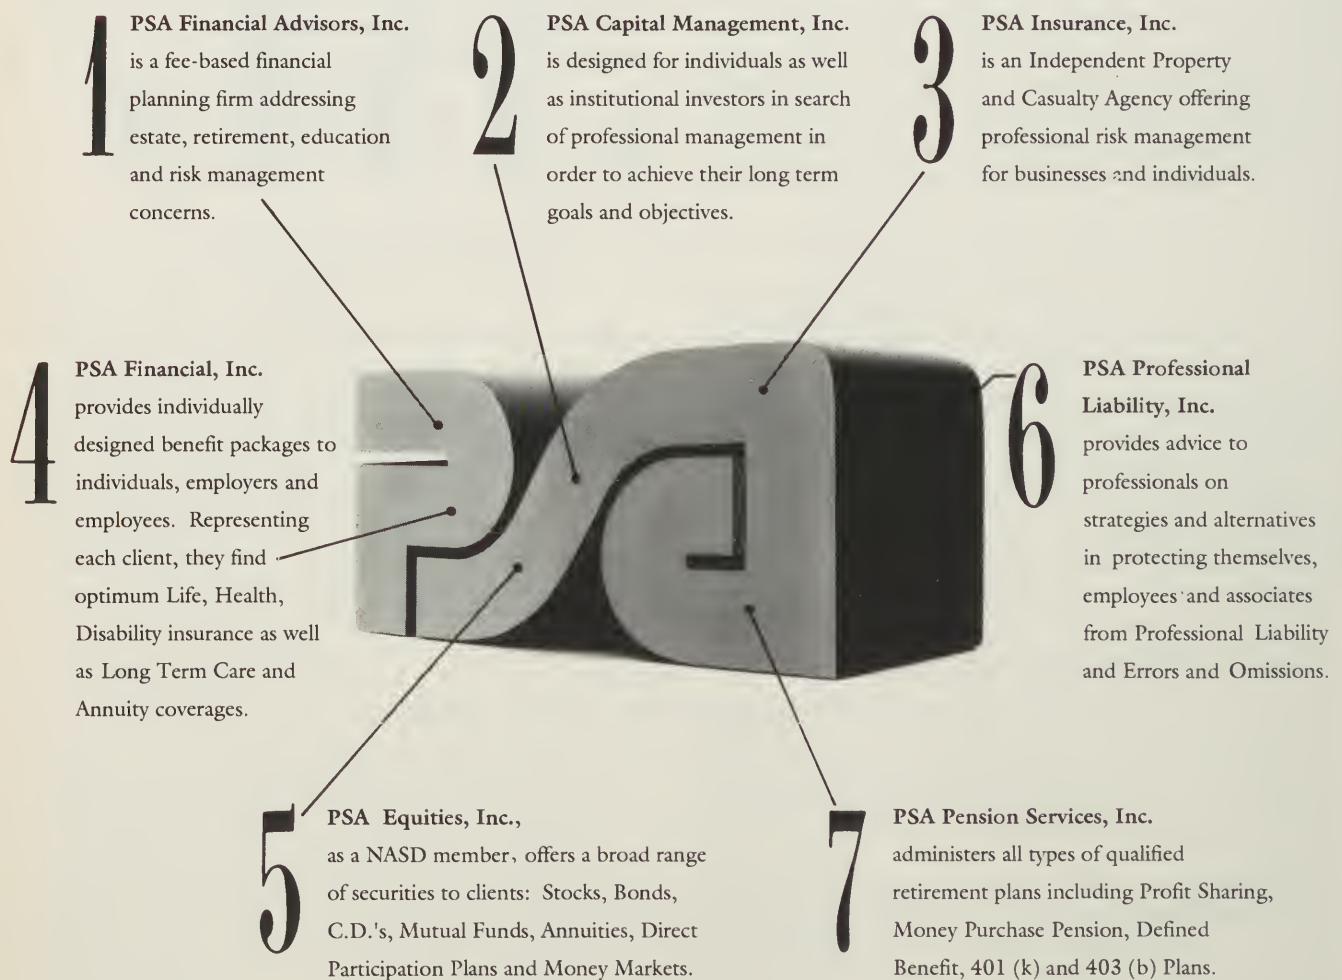 1
PSA Financial Advisors, Inc.
is a fee-based financial
planning firm addressing
estate, retirement, education
and risk management
concerns.
2
PSA Capital Management, Inc.
is designed for individuals as well
as institutional investors in search
of professional management in
order to achieve their long term
goals and objectives.
3
PSA Insurance, Inc.
is an Independent Property
and Casualty Agency offering
professional risk management
for businesses and individuals.
4
PSA Financial, Inc.
provides individually
designed benefit packages to
individuals, employers and
employees. Representing
each client, they find
optimum Life, Health,
Disability insurance as well
as Long Term Care and
Annuity coverages.
PSA
6
PSA Professional
Liability, Inc.
provides advice to
professionals on
strategies and alternatives
in protecting themselves,
employees and associates
from Professional Liability
and Errors and Omissions.
5
PSA Equities, Inc.,
as a NASD member, offers a broad range
of securities to clients: Stocks, Bonds,
C.D.'s, Mutual Funds, Annuities, Direct
Participation Plans and Money Markets.
7
PSA Pension Services, Inc.
administers all types of qualified
retirement plans including Profit Sharing,
Money Purchase Pension, Defined
Benefit, 401 (k) and 403 (b) Plans.